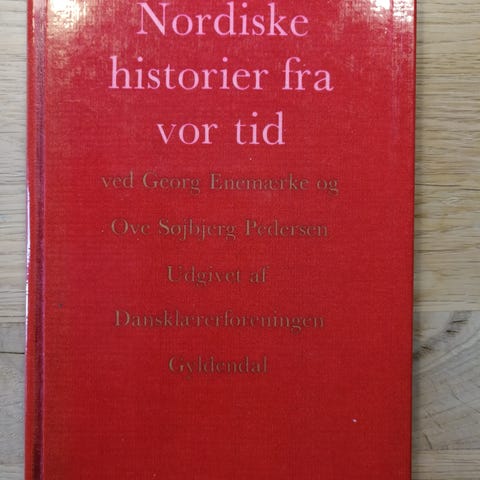 Nordiske
historier fra
vor tid
ved Georg Enemærke og
Ove Søjbjerg Pedersen
Udgivet af
Dansklærerforeningen
Gyldendal